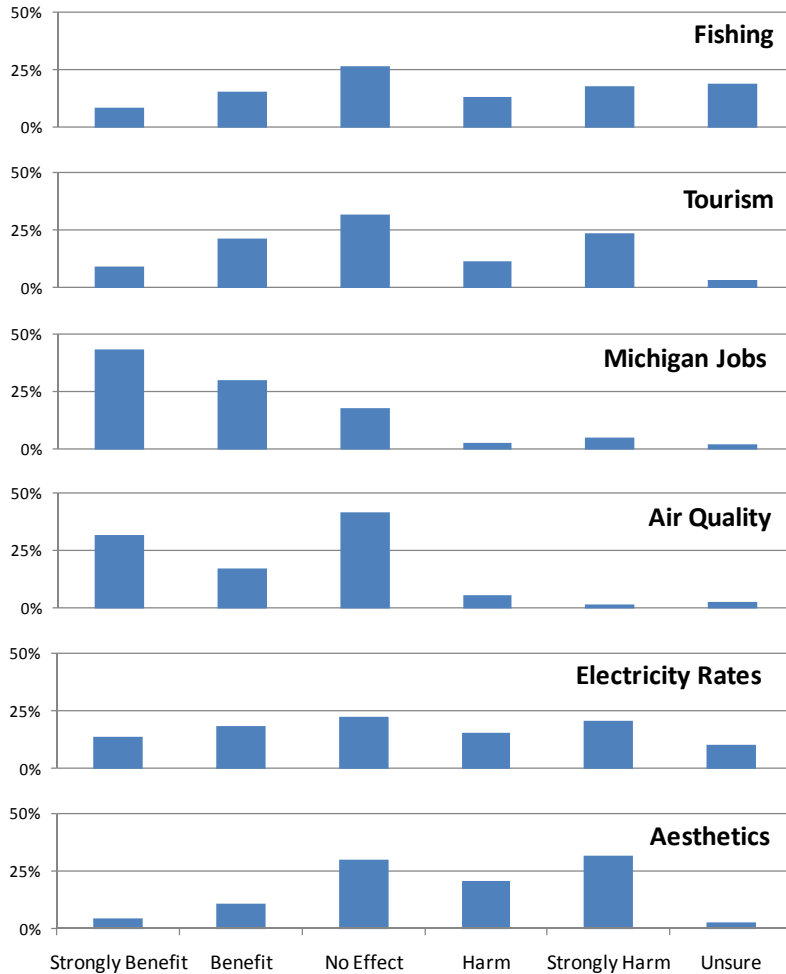 50%
Fishing
25%
0%
50%
Tourism
25%
0%
50%
Michigan Jobs
25%
0%
50%
Air Quality
25%
0%
50%
Electricity Rates
25%
0%
50%
Aesthetics
25%
0%
Strongly Benefit Benefit No Effect Harm Strongly Harm Unsure